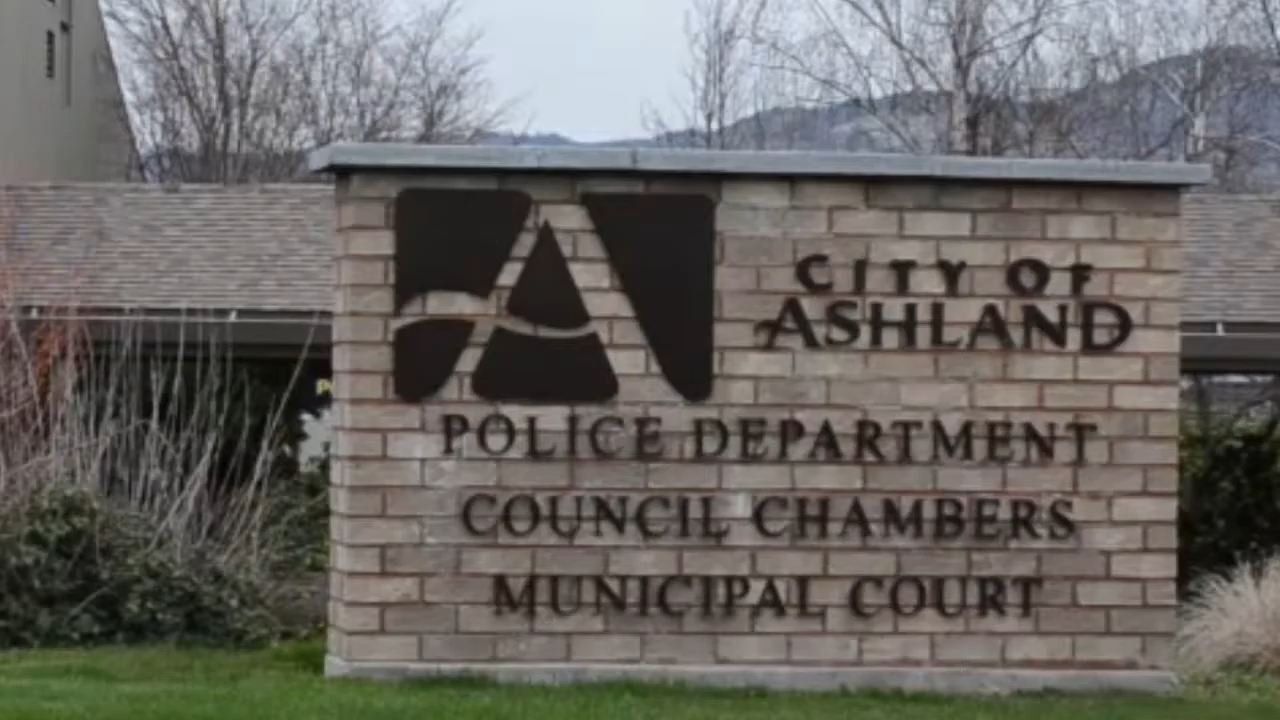 CITY OF
ASHLAND
POLICE DEPARTMENT
COUNCIL CHAMBERS
MUNICIPAL COURT